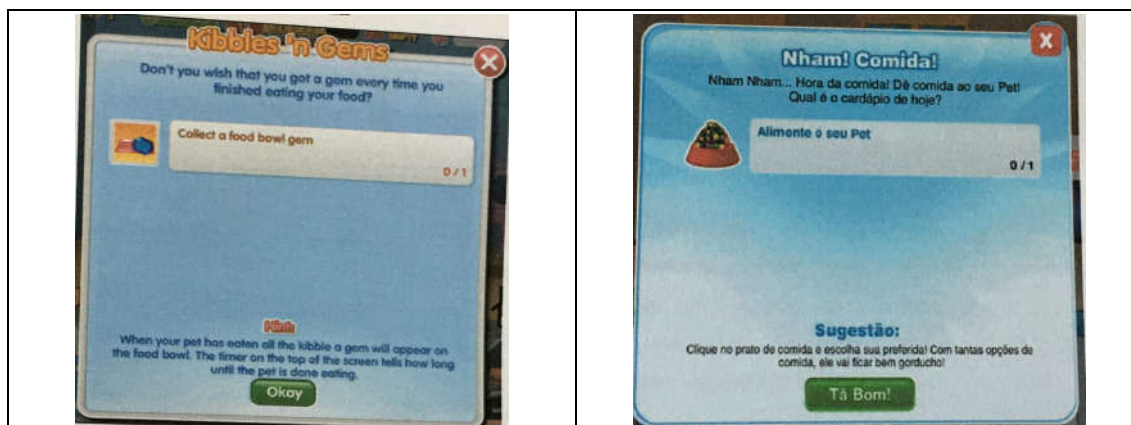 Kibbles 'n Gems
X
Don't you wish that you got a gem every time you
finished eating your food?
Collect a food bowl gem
0 / 1
Hint:
When your pet has eaten all the kibble a gem will appear on
the food bowl. The timer on the top of the screen tells how long
until the pet is done eating.
Okay
X
Nham! Comida!
Nham Nham... Hora da comida! Dê comida ao seu Pet!
Qual é o cardápio de hoje?
Alimente o seu Pet
0 / 1
Sugestão:
Clique no prato de comida e escolha sua preferida! Com tantas opções de
comida, ele vai ficar bem gorducho!
Tá Bom!